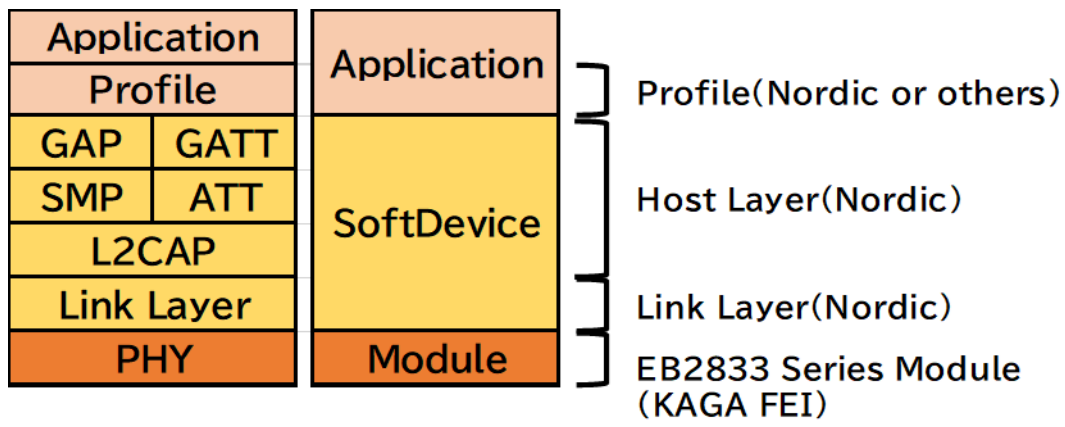 Application
Profile
GAP GATT
SMP ATT
L2CAP
Link Layer
PHY
Application
SoftDevice
Module
Profile(Nordic or others)
Host Layer(Nordic)
Link Layer(Nordic)
EB2833 Series Module
(KAGA FEI)